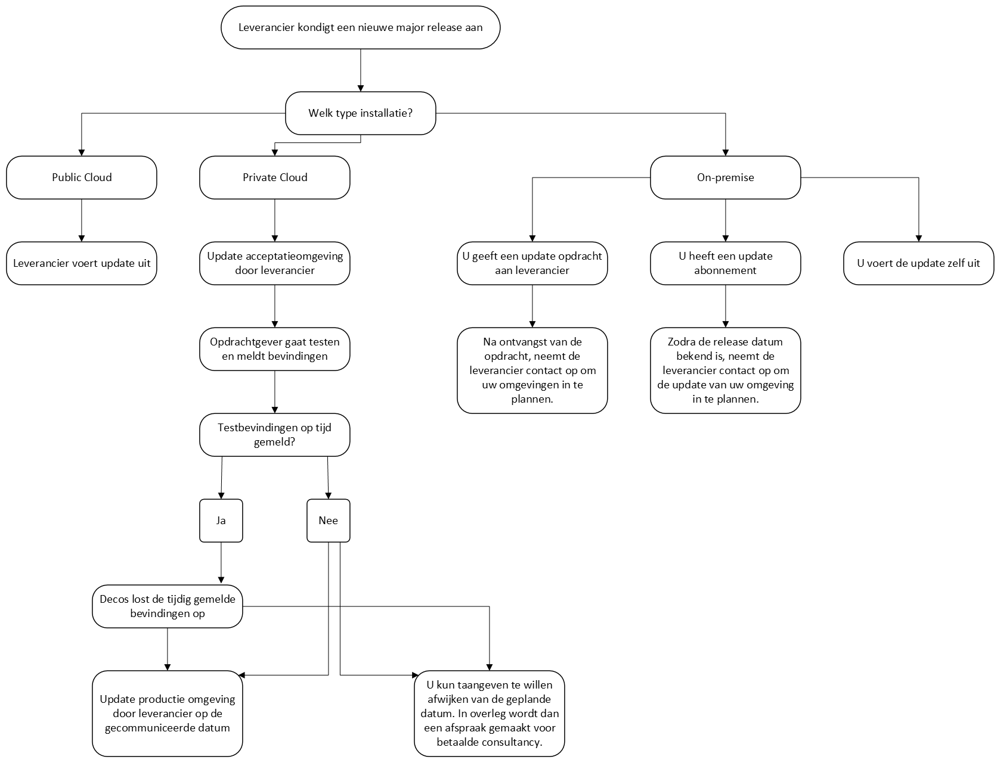 Leverancier kondigt een nieuwe major release aan
Welk type installatie?
Public Cloud
Private Cloud
On-premise
Leverancier voert update uit
Update acceptatieomgeving
door leverancier
U geeft een update opdracht
aan leverancier
U heeft een update
abonnement
U voert de update zelf uit
Opdrachtgever gaat testen
en meldt bevindingen
Na ontvangst van de
opdracht, neemt de
leverancier contact op om
uw omgevingen in te
plannen.
Zodra de release datum
bekend is, neemt de
leverancier contact op om
de update van uw omgeving
in te plannen.
Testbevindingen op tijd
gemeld?
Ja
Nee
Decos lost de tijdig gemelde
bevindingen op
Update productie omgeving
door leverancier op de
gecommuniceerde datum
U kun taangeven te willen
afwijken van de geplande
datum. In overleg wordt dan
een afspraak gemaakt voor
betaalde consultancy.